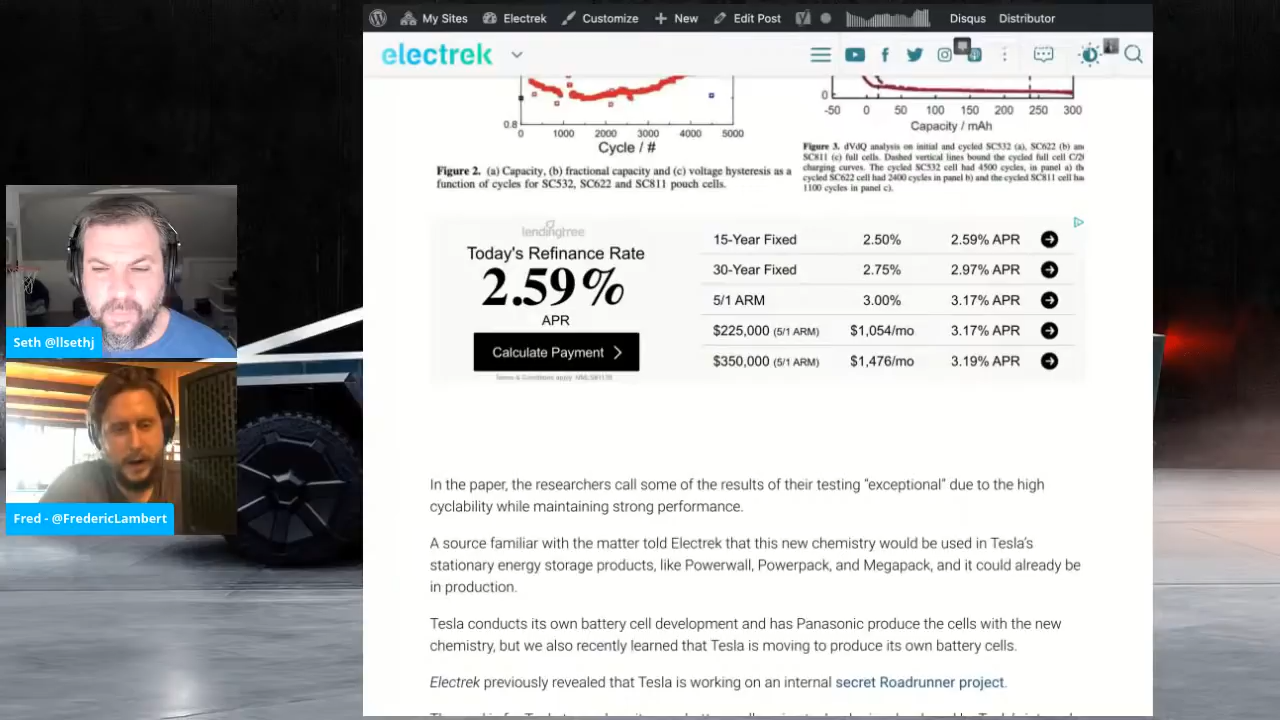 My Sites Electrek Customize New Edit Post Disqus Distributor
electrek
0.8
0 1000 2000 3000 4000 5000
Cycle / #
0
-50 0 50 100 150 200 250 300
Capacity / mAh
Figure 2. (a) Capacity, (b) fractional capacity and (c) voltage hysteresis as a
function of cycles for SC532, SC622 and SC811 pouch cells.
Figure 3. dVdQ analysis on initial and cycled SC532 (a), SC622 (b) an
SC811 (c) full cells. Dashed vertical lines bound the cycled full cell C/20
charging curves. The cycled SC532 cell had 4500 cycles, in panel a) th
cycled SC622 cell had 2400 cycles in panel b) and the cycled SC811 cell ha
1100 cycles in panel c).
lendingtree
Today's Refinance Rate
2.59%
APR
Calculate Payment
Terms & Conditions apply. NMLS#1136
15-Year Fixed 2.50% 2.59% APR
30-Year Fixed 2.75% 2.97% APR
5/1 ARM 3.00% 3.17% APR
$225,000 (5/1 ARM) $1,054/mo 3.17% APR
$350,000 (5/1 ARM) $1,476/mo 3.19% APR
Seth @llsethj
Fred - @FredericLambert
In the paper, the researchers call some of the results of their testing “exceptional” due to the high
cyclability while maintaining strong performance.
A source familiar with the matter told Electrek that this new chemistry would be used in Tesla’s
stationary energy storage products, like Powerwall, Powerpack, and Megapack, and it could already be
in production.
Tesla conducts its own battery cell development and has Panasonic produce the cells with the new
chemistry, but we also recently learned that Tesla is moving to produce its own battery cells.
Electrek previously revealed that Tesla is working on an internal secret Roadrunner project.